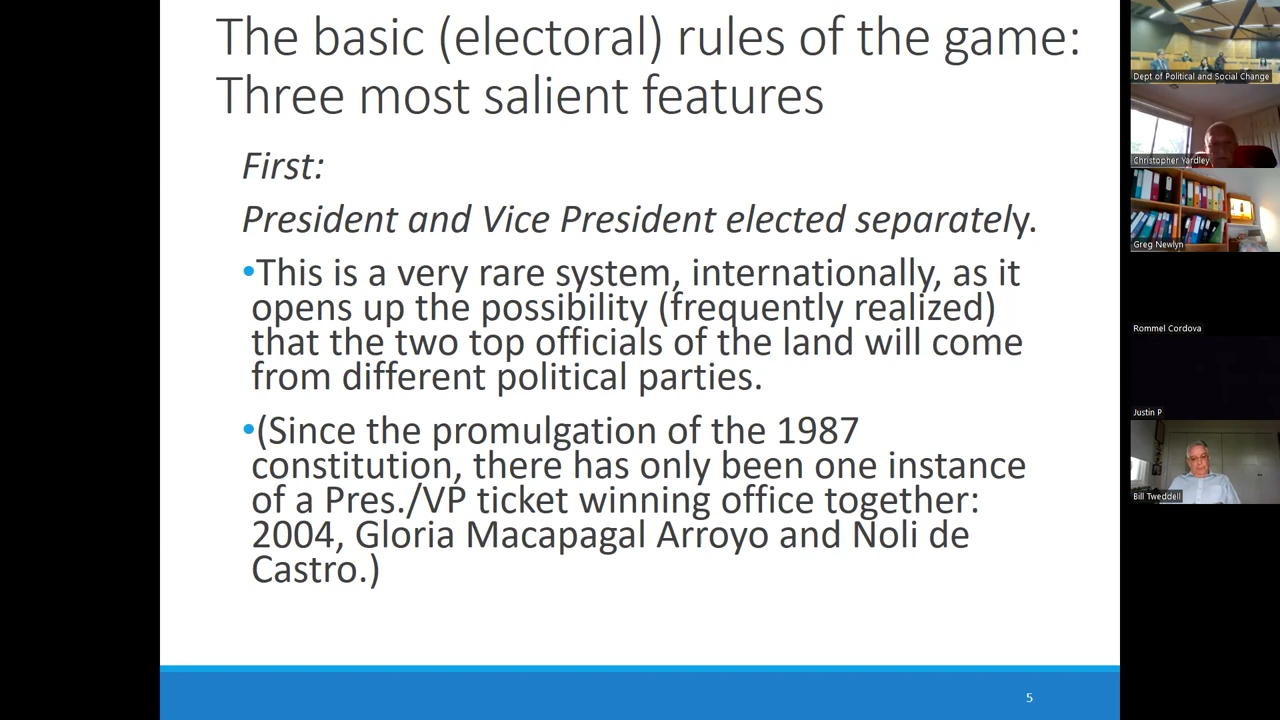 The basic (electoral) rules of the game:
Three most salient features
First:
President and Vice President elected separately.
•This is a very rare system, internationally, as it
opens up the possibility (frequently realized)
that the two top officials of the land will come
from different political parties.
•(Since the promulgation of the 1987
constitution, there has only been one instance
of a Pres./VP ticket winning office together:
2004, Gloria Macapagal Arroyo and Noli de
Castro.)
5
Dept of Political and Social Change
Christopher Yardley
Greg Newlyn
Rommel Cordova
Justin P
Bill Tweddell